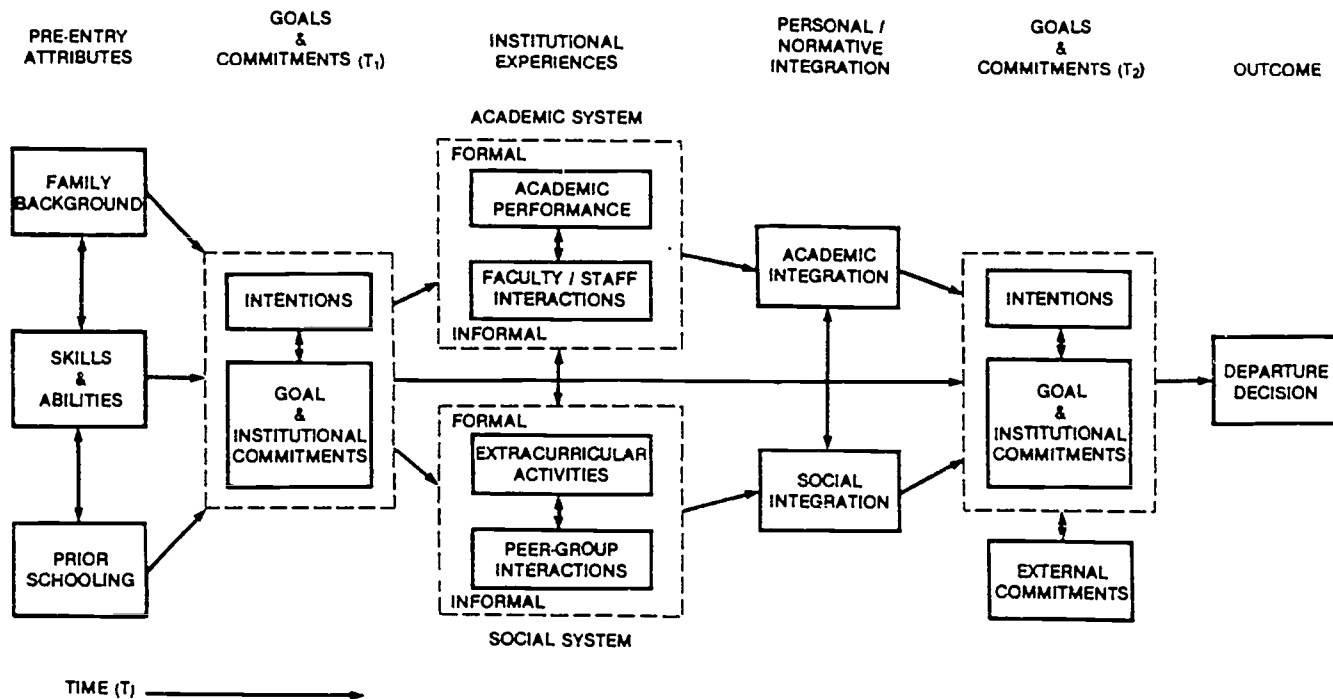 PRE-ENTRY
ATTRIBUTES
GOALS
&
COMMITMENTS (T₁)
INSTITUTIONAL
EXPERIENCES
PERSONAL /
NORMATIVE
INTEGRATION
GOALS
&
COMMITMENTS (T₂)
OUTCOME
FAMILY
BACKGROUND
SKILLS
&
ABILITIES
PRIOR
SCHOOLING
INTENTIONS
GOAL
&
INSTITUTIONAL
COMMITMENTS
ACADEMIC SYSTEM
FORMAL
ACADEMIC
PERFORMANCE
FACULTY / STAFF
INTERACTIONS
INFORMAL
FORMAL
EXTRACURRICULAR
ACTIVITIES
PEER-GROUP
INTERACTIONS
INFORMAL
SOCIAL SYSTEM
ACADEMIC
INTEGRATION
SOCIAL
INTEGRATION
INTENTIONS
GOAL
&
INSTITUTIONAL
COMMITMENTS
EXTERNAL
COMMITMENTS
DEPARTURE
DECISION
TIME (T)